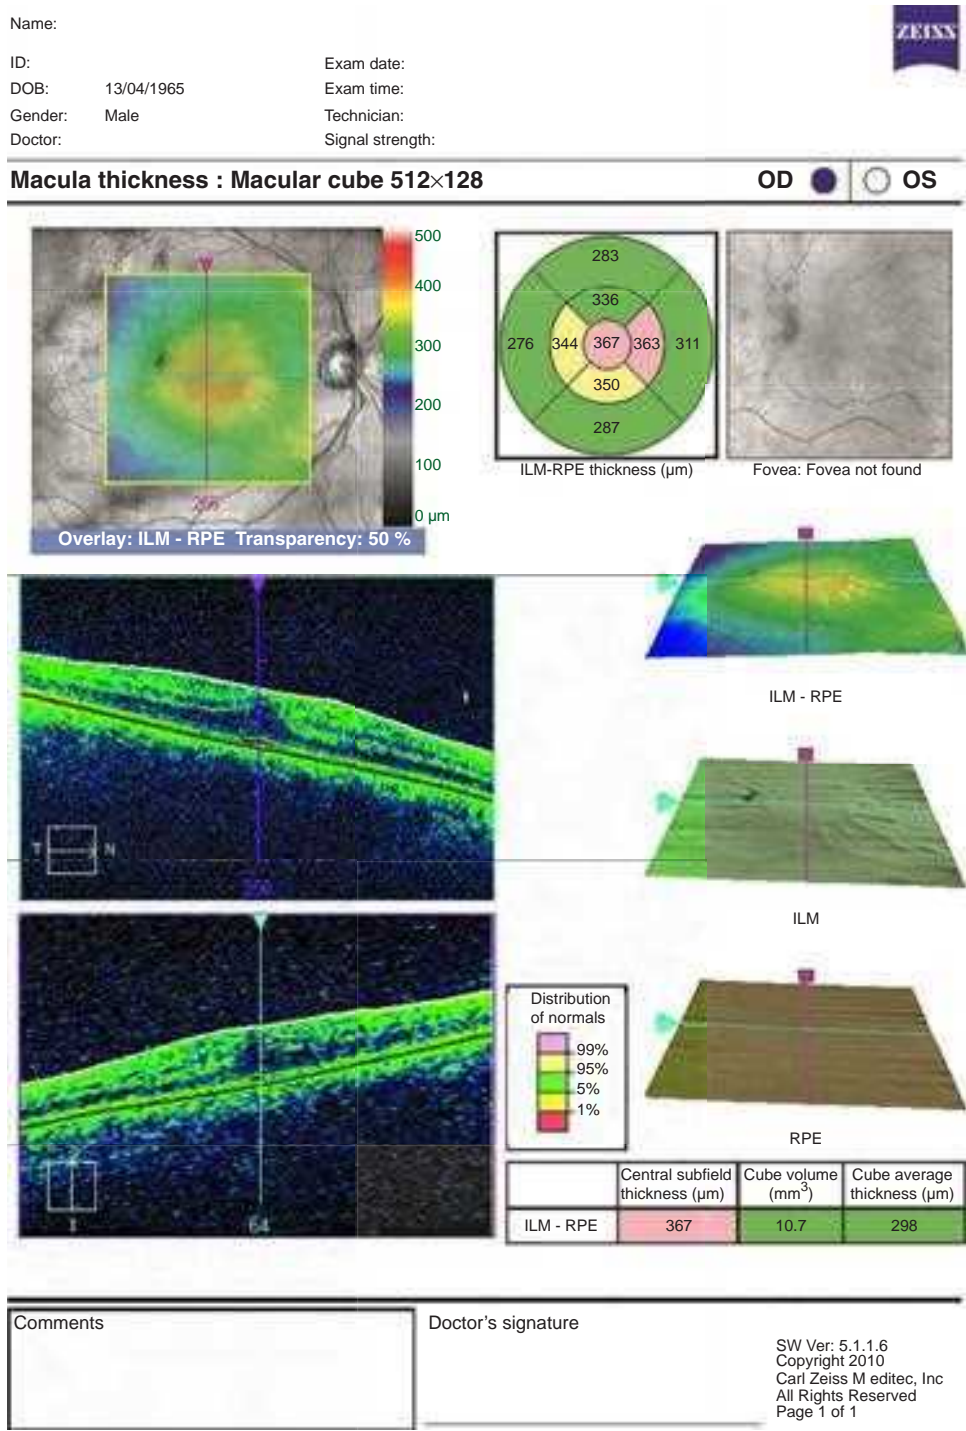 Name:
ZEISS
ID:
Exam date:
DOB: 13/04/1965
Exam time:
Gender: Male
Technician:
Doctor:
Signal strength:
Macula thickness : Macular cube 512×128
OD OS
500
400
300
200
100
0 µm
Overlay: ILM - RPE Transparency: 50 %
283
336
276 344 367 363 311
350
287
ILM-RPE thickness (µm)
Fovea: Fovea not found
ILM - RPE
T N
ILM
64
Distribution
of normals
99%
95%
5%
1%
RPE
Central subfield
thickness (µm)
Cube volume
(mm³)
Cube average
thickness (µm)
ILM - RPE 367 10.7 298
Comments
Doctor's signature
SW Ver: 5.1.1.6
Copyright 2010
Carl Zeiss M editec, Inc
All Rights Reserved
Page 1 of 1